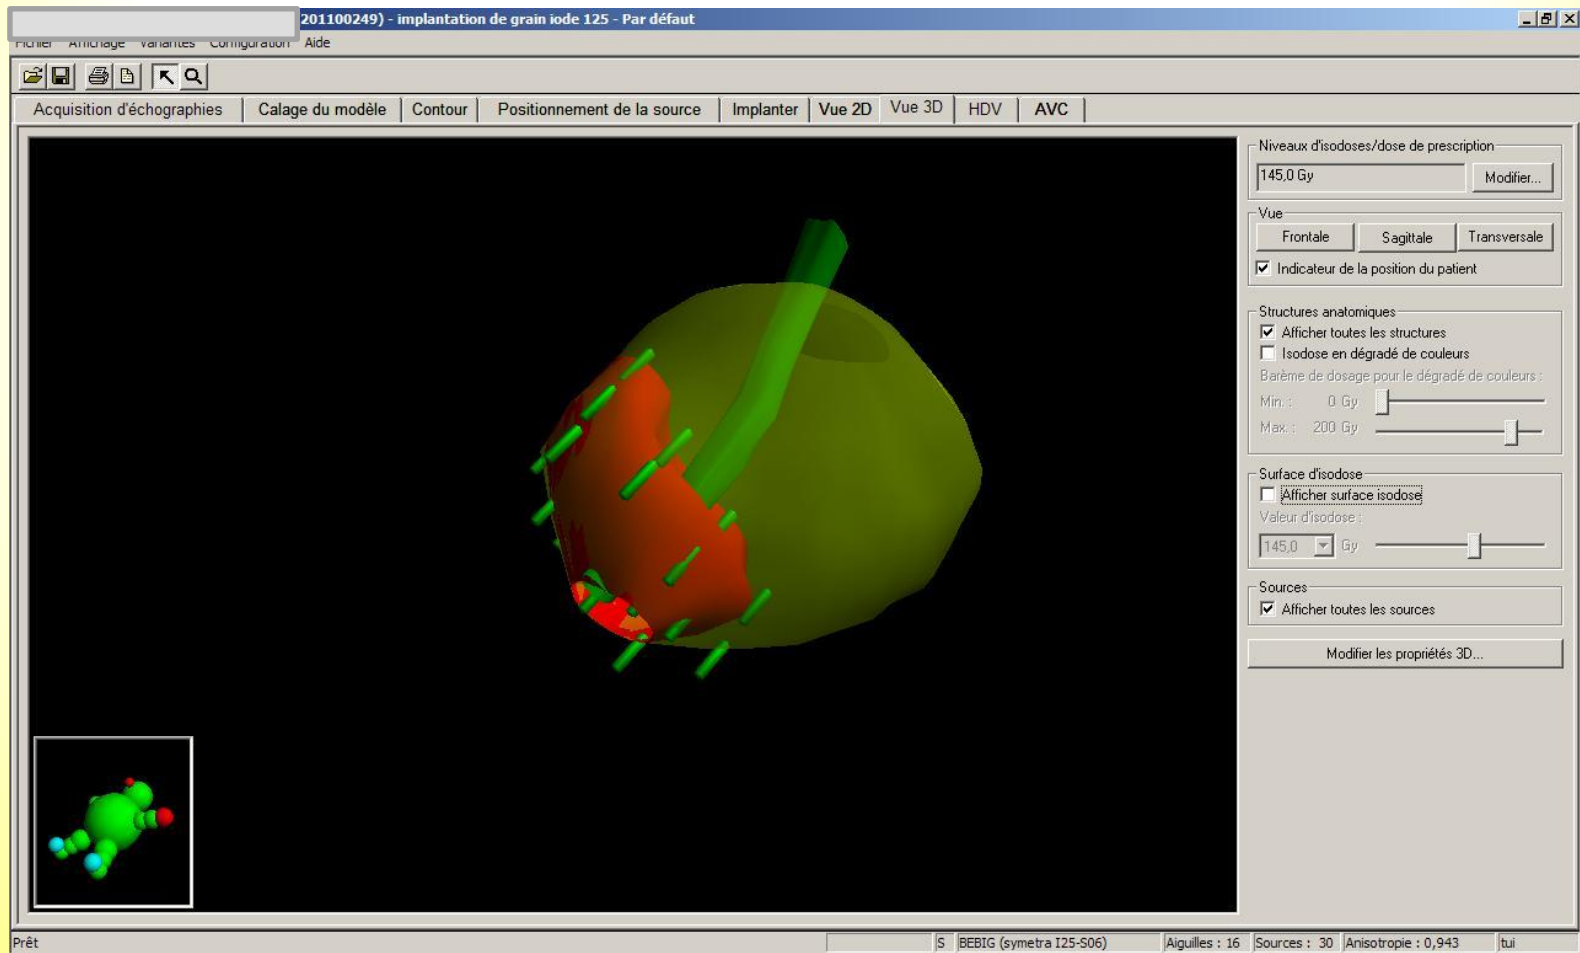 201100249) - implantation de grain iode 125 - Par défaut
Fichier Affichage Variantes Configuration Aide
Acquisition d'échographies Calage du modèle Contour Positionnement de la source Implanter Vue 2D Vue 3D HDV AVC
Niveaux d'isodoses/dose de prescription
145,0 Gy Modifier...
Vue
Frontale Sagittale Transversale
Indicateur de la position du patient
Structures anatomiques
Afficher toutes les structures
Isodose en dégradé de couleurs
Barème de dosage pour le dégradé de couleurs :
Min. : 0 Gy
Max. : 200 Gy
Surface d'isodose
Afficher surface isodose
Valeur d'isodose :
145,0 Gy
Sources
Afficher toutes les sources
Modifier les propriétés 3D...
Prêt S BEBIG (symetra I25-S06) Aiguilles : 16 Sources : 30 Anisotropie : 0,943 tui